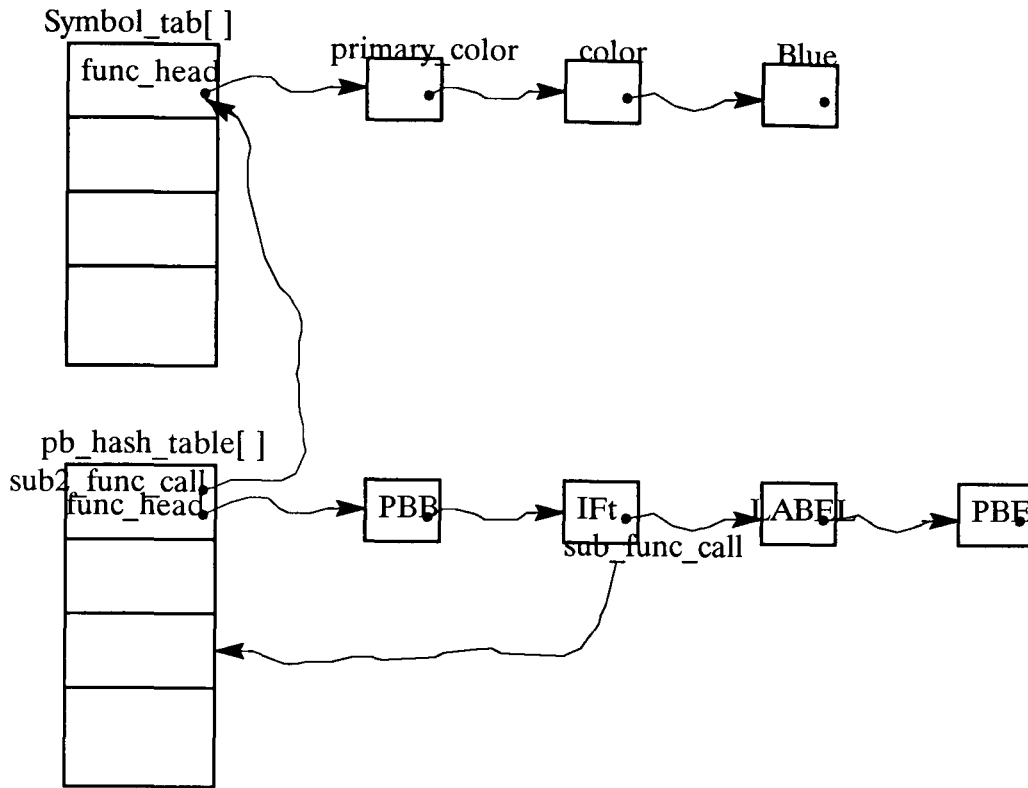 Symbol_tab[ ]
primary_color
color
Blue
func_head
pb_hash_table[ ]
sub2_func_call
func_head
PBB
IFt
LABEL
sub_func_call